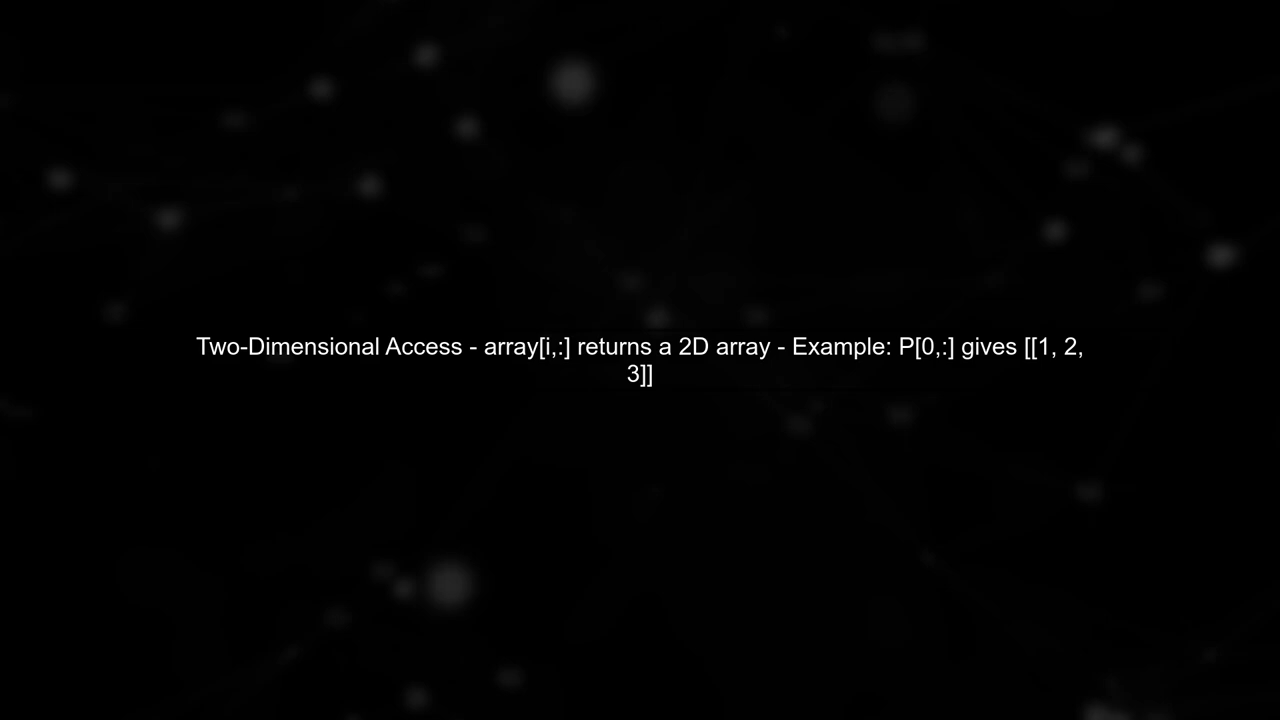 Two-Dimensional Access - array[i,:] returns a 2D array - Example: P[0,:] gives [[1, 2,
3]]